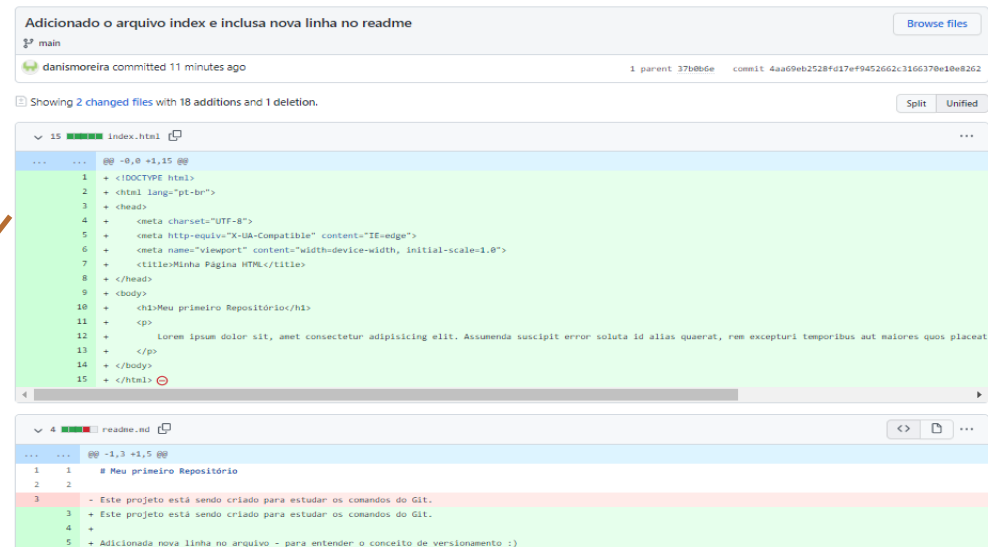 Adicionado o arquivo index e inclusa nova linha no readme
Browse files
main
danismoreira committed 11 minutes ago
1 parent 37b0b6e commit 4aa69eb2528fd17ef9452662c3166370e10e8262
Showing 2 changed files with 18 additions and 1 deletion.
Split Unified
15 index.html ...
... ... @@ -0,0 +1,15 @@
1 + <!DOCTYPE html>
2 + <html lang="pt-br">
3 + <head>
4 + <meta charset="UTF-8">
5 + <meta http-equiv="X-UA-Compatible" content="IE=edge">
6 + <meta name="viewport" content="width=device-width, initial-scale=1.0">
7 + <title>Minha Página HTML</title>
8 + </head>
9 + <body>
10 + <h1>Meu primeiro Repositório</h1>
11 + <p>
12 + Lorem ipsum dolor sit, amet consectetur adipisicing elit. Assumenda suscipit error soluta id alias quaerat, rem excepturi temporibus aut maiores quos placeat
13 + </p>
14 + </body>
15 + </html>
4 readme.md <> ...
... ... @@ -1,3 +1,5 @@
1 1 # Meu primeiro Repositório
2 2
3 - Este projeto está sendo criado para estudar os comandos do Git.
3 + Este projeto está sendo criado para estudar os comandos do Git.
4 +
5 + Adicionada nova linha no arquivo - para entender o conceito de versionamento :)